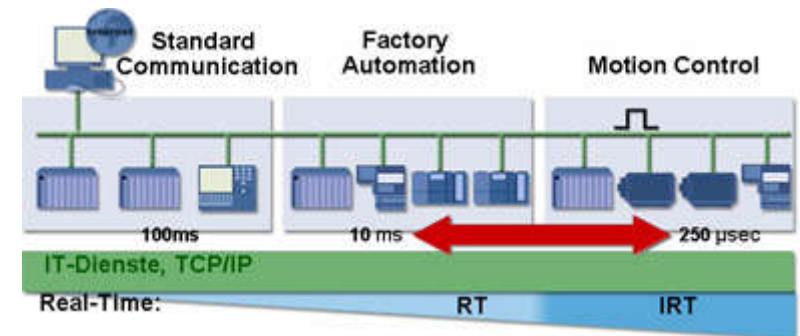 Internet
Standard
Communication
Factory
Automation
Motion Control
100ms
10 ms
250 µsec
IT-Dienste, TCP/IP
Real-Time:
RT
IRT